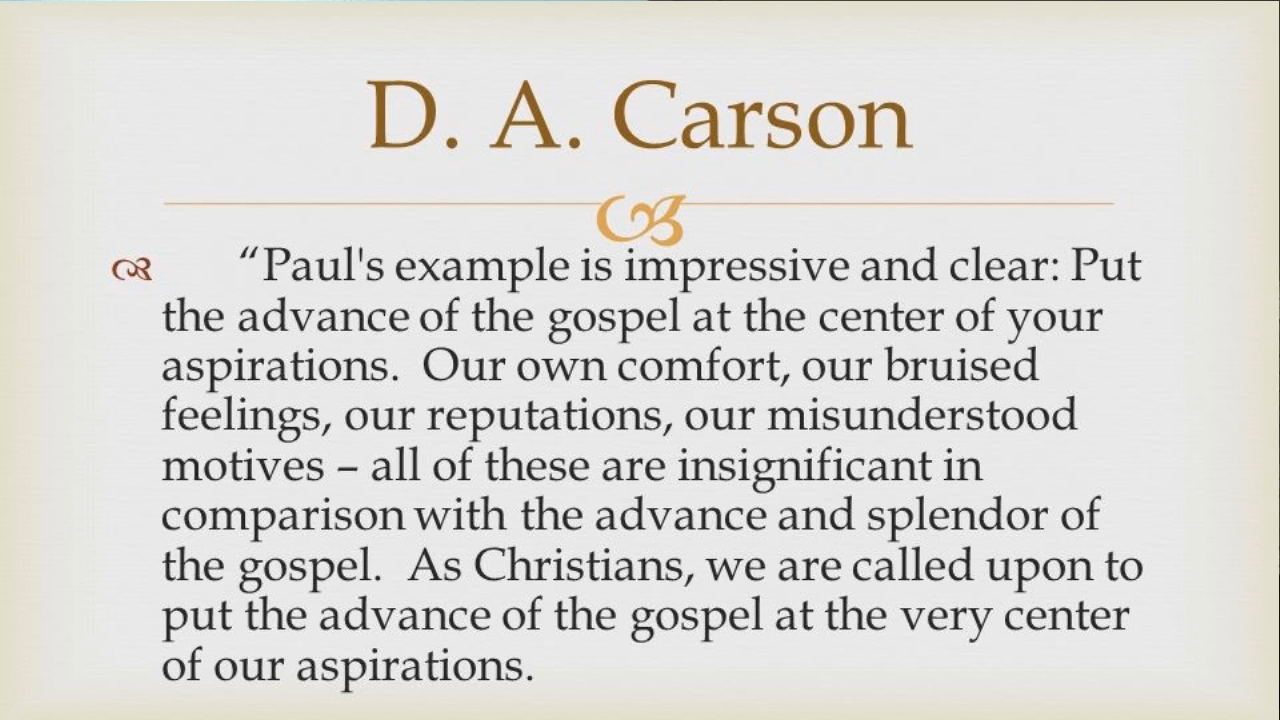 D. A. Carson
“Paul's example is impressive and clear: Put
the advance of the gospel at the center of your
aspirations.  Our own comfort, our bruised
feelings, our reputations, our misunderstood
motives – all of these are insignificant in
comparison with the advance and splendor of
the gospel.  As Christians, we are called upon to
put the advance of the gospel at the very center
of our aspirations.